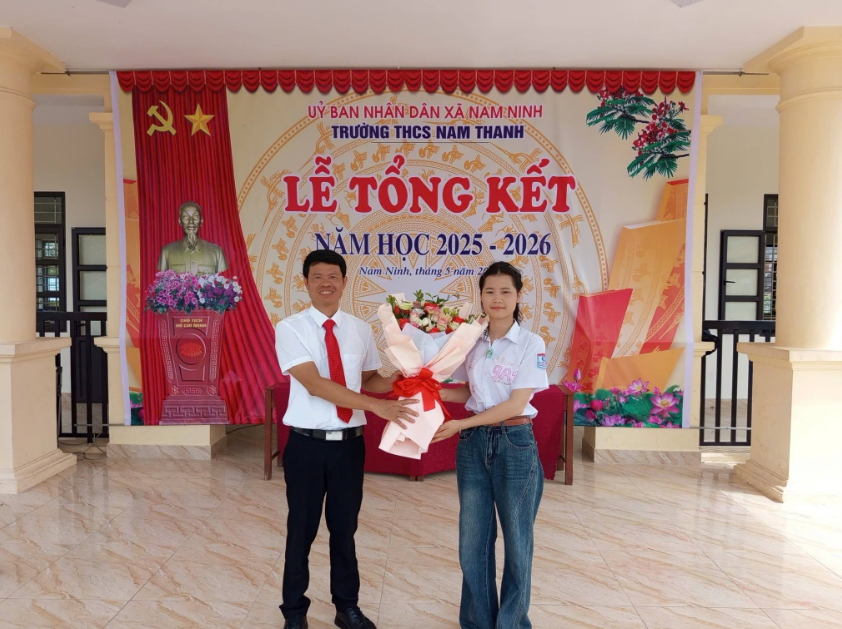 UỶ BAN NHÂN DÂN XÃ NAM NINH
TRƯỜNG THCS NAM THANH
LỄ TỔNG KẾT
NĂM HỌC 2025 - 2026
Nam Ninh, tháng 5 năm